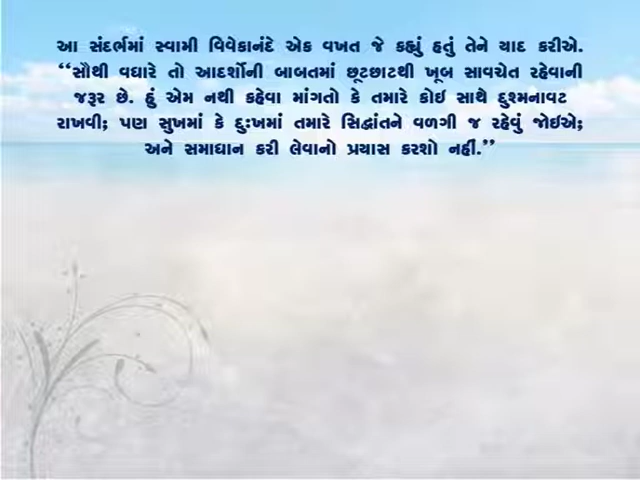 આ સંદર્ભમાં સ્વામી વિવેકાનંદે એક વખત જે કહ્યું હતું તેને યાદ કરીએ.
‘‘સૌથી વધારે તો આદર્શોની બાબતમાં છૂટછાટથી ખૂબ સાવચેત રહેવાની
જરૂર છે. હું એમ નથી કહેવા માંગતો કે તમારે કોઇ સાથે દુશ્મનાવટ
રાખવી; પણ સુખમાં કે દુઃખમાં તમારે સિદ્ધાંતને વળગી જ રહેવું જોઇએ;
અને સમાધાન કરી લેવાનો પ્રયાસ કરશો નહીં.’’